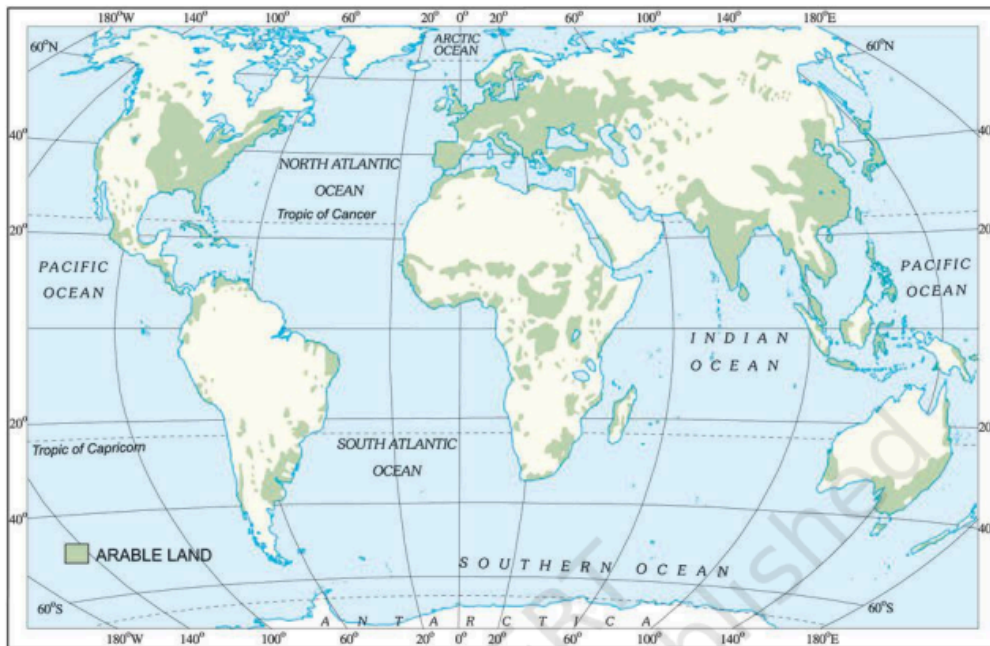 180°W 140° 100° 60° 20° 0° 20° 60° 100° 140° 180°E
ARCTIC
OCEAN
60°N
60°N
40°
40
NORTH ATLANTIC
OCEAN
Tropic of Cancer
20°
20
PACIFIC
OCEAN
PACIFIC
OCEAN
INDIAN
OCEAN
20°
20
Tropic of Capricorn
SOUTH ATLANTIC
OCEAN
40°
40
ARABLE LAND
SOUTHERN OCEAN
60°S
60°S
ANTARCTICA
180°W 140° 100° 60° 20° 0° 20° 60° 100° 140° 180°E